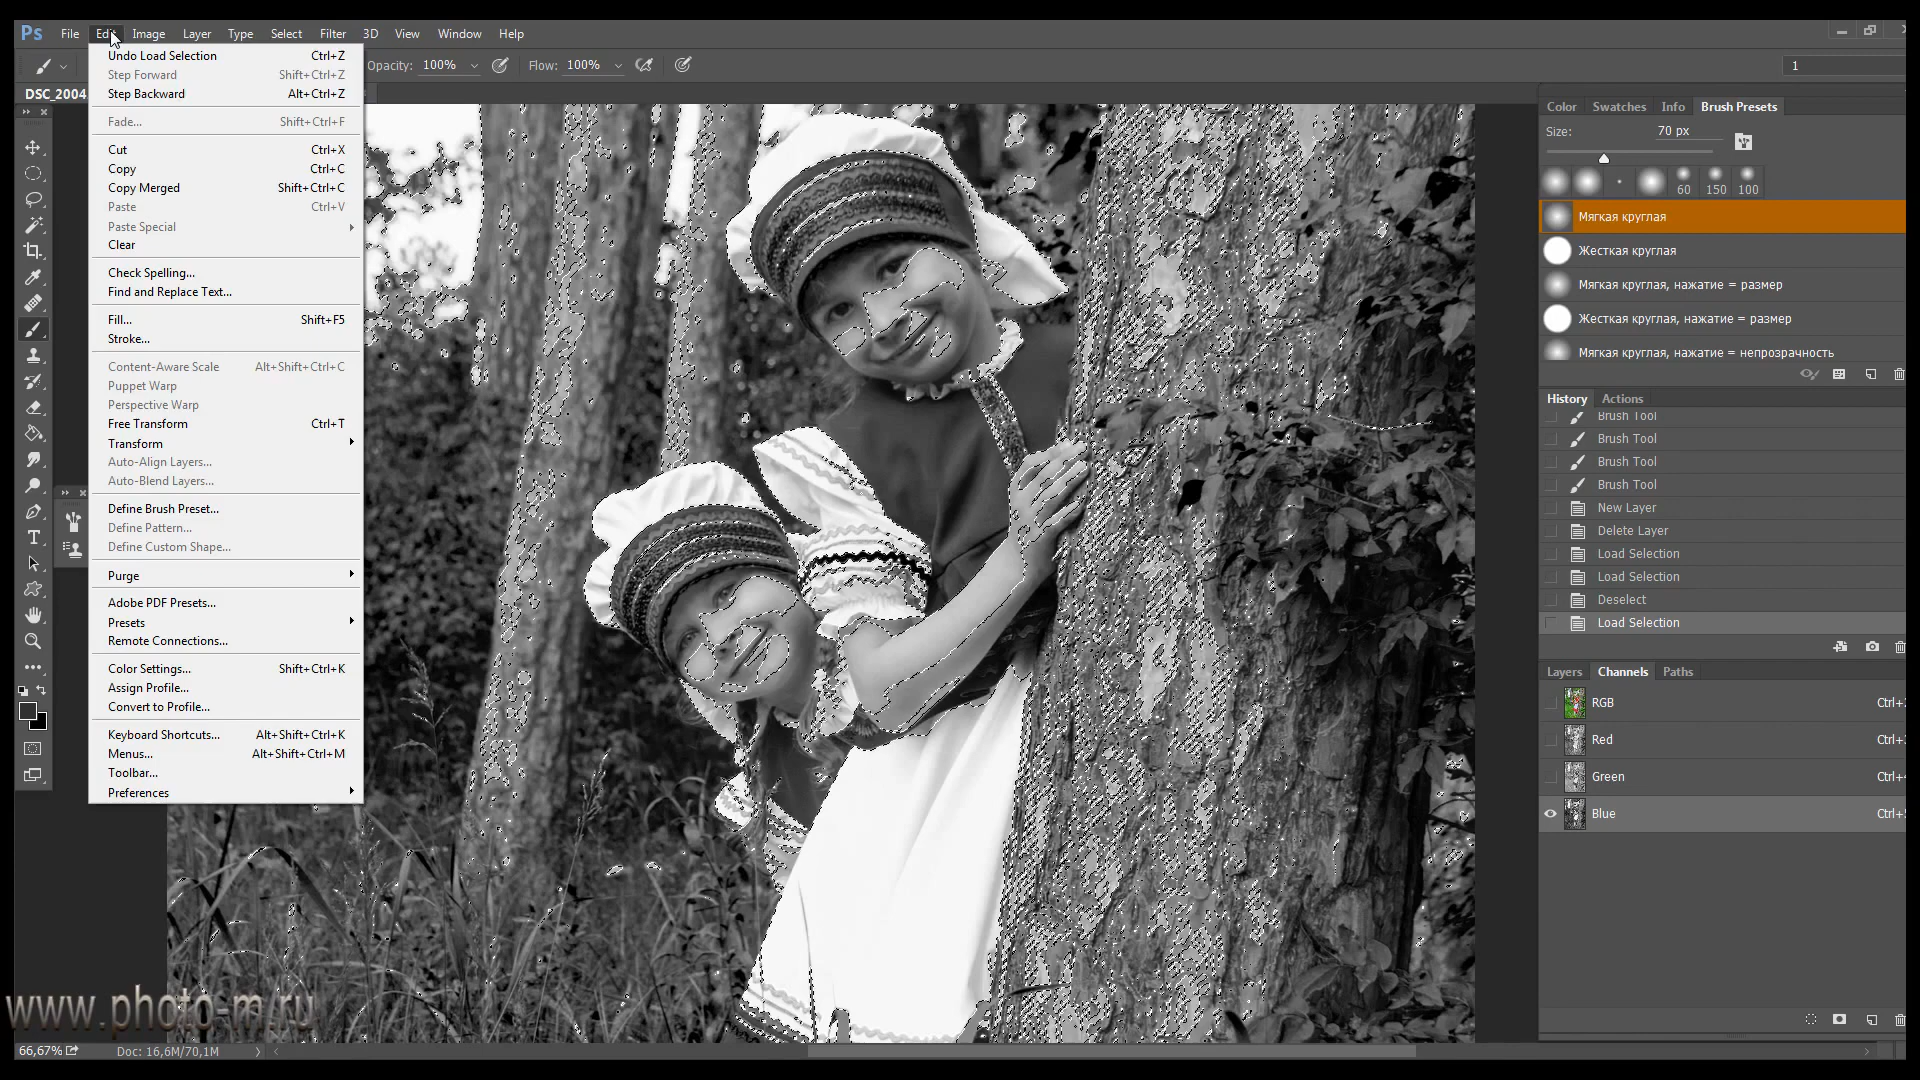 Ps File Edit Image Layer Type Select Filter 3D View Window Help
Opacity: 100% Flow: 100% 1
DSC_2004
Undo Load Selection Ctrl+Z
Step Forward Shift+Ctrl+Z
Step Backward Alt+Ctrl+Z
Fade... Shift+Ctrl+F
Cut Ctrl+X
Copy Ctrl+C
Copy Merged Shift+Ctrl+C
Paste Ctrl+V
Paste Special
Clear
Check Spelling...
Find and Replace Text...
Fill... Shift+F5
Stroke...
Content-Aware Scale Alt+Shift+Ctrl+C
Puppet Warp
Perspective Warp
Free Transform Ctrl+T
Transform
Auto-Align Layers...
Auto-Blend Layers...
Define Brush Preset...
Define Pattern...
Define Custom Shape...
Purge
Adobe PDF Presets...
Presets
Remote Connections...
Color Settings... Shift+Ctrl+K
Assign Profile...
Convert to Profile...
Keyboard Shortcuts... Alt+Shift+Ctrl+K
Menus... Alt+Shift+Ctrl+M
Toolbar...
Preferences
Color Swatches Info Brush Presets
Size: 70 px
60 150 100
Мягкая круглая
Жесткая круглая
Мягкая круглая, нажатие = размер
Жесткая круглая, нажатие = размер
Мягкая круглая, нажатие = непрозрачность
History Actions
Brush Tool
Brush Tool
Brush Tool
Brush Tool
New Layer
Delete Layer
Load Selection
Load Selection
Deselect
Load Selection
Layers Channels Paths
RGB Ctrl+
Red Ctrl+
Green Ctrl+
Blue Ctrl+
www.photo-m.ru
66,67% Doc: 16,6M/70,1M